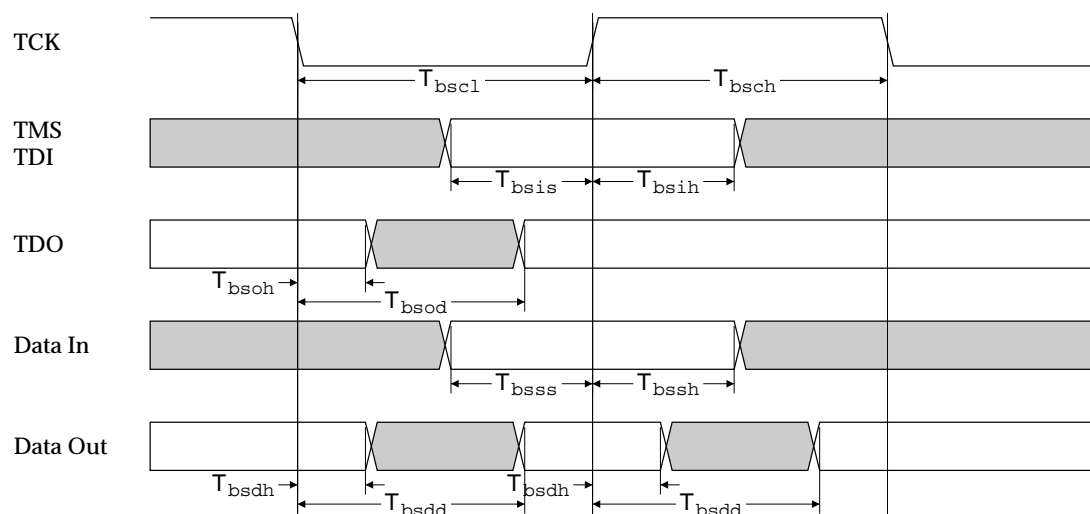 TCK
Tbscl Tbsch
TMS
TDI
Tbsis Tbsih
TDO
Tbsoh
Tbsod
Data In
Tbsss Tbssh
Data Out
Tbsdh Tbsdh
Tbsdd Tbsdd